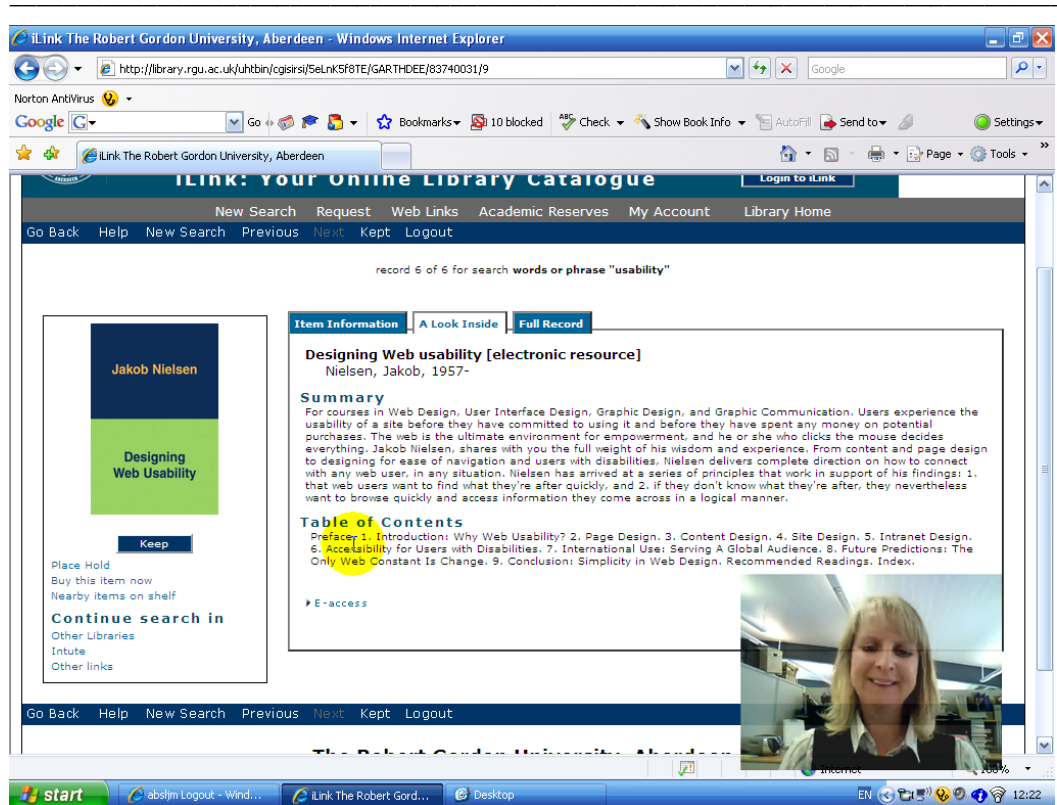 iLink The Robert Gordon University, Aberdeen - Windows Internet Explorer
http://library.rgu.ac.uk/uhtbin/cgisirsi/5eLnK5f8TE/GARTHDEE/83740031/9
Google
Norton AntiVirus
Google G Go Bookmarks 10 blocked ABC Check Show Book Info AutoFill Send to Settings
iLink The Robert Gordon University, Aberdeen Page Tools »
iLink: Your Online Library Catalogue Login to iLink
New Search Request Web Links Academic Reserves My Account Library Home
Go Back Help New Search Previous Next Kept Logout
record 6 of 6 for search words or phrase "usability"
Jakob Nielsen
Designing
Web Usability
Keep
Place Hold
Buy this item now
Nearby items on shelf
Continue search in
Other Libraries
Intute
Other links
Item Information A Look Inside Full Record
Designing Web usability [electronic resource]
Nielsen, Jakob, 1957-
Summary
For courses in Web Design, User Interface Design, Graphic Design, and Graphic Communication. Users experience the
usability of a site before they have committed to using it and before they have spent any money on potential
purchases. The web is the ultimate environment for empowerment, and he or she who clicks the mouse decides
everything. Jakob Nielsen, shares with you the full weight of his wisdom and experience. From content and page design
to designing for ease of navigation and users with disabilities, Nielsen delivers complete direction on how to connect
with any web user, in any situation. Nielsen has arrived at a series of principles that work in support of his findings: 1.
that web users want to find what they're after quickly, and 2. if they don't know what they're after, they nevertheless
want to browse quickly and access information they come across in a logical manner.
Table of Contents
Preface. 1. Introduction: Why Web Usability? 2. Page Design. 3. Content Design. 4. Site Design. 5. Intranet Design.
6. Accessibility for Users with Disabilities. 7. International Use: Serving A Global Audience. 8. Future Predictions: The
Only Web Constant Is Change. 9. Conclusion: Simplicity in Web Design. Recommended Readings. Index.
E-access
Go Back Help New Search Previous Next Kept Logout
The Robert Gordon University, Aberdeen
Internet 100%
start absljm Logout - Wind... iLink The Robert Gord... Desktop EN 12:22